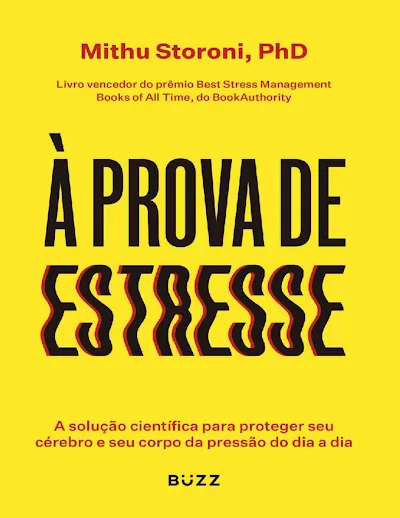 Mithu Storoni, PhD
Livro vencedor do prêmio Best Stress Management
Books of All Time, do BookAuthority
À PROVA DE
ESTRESSE
A solução científica para proteger seu
cérebro e seu corpo da pressão do dia a dia
BUZZ